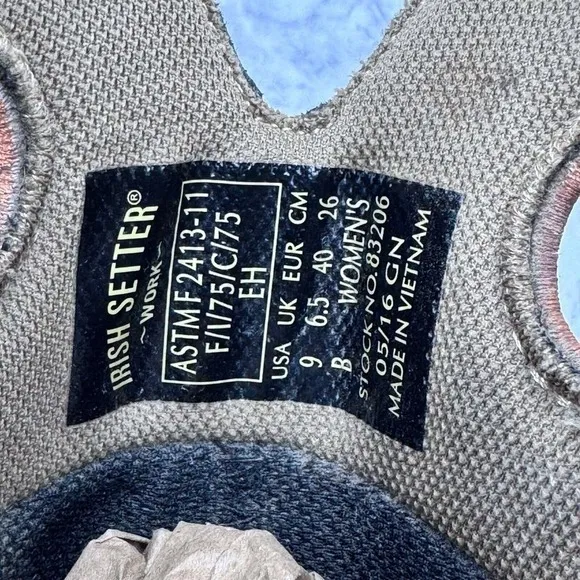 IRISH SETTER®
~WORK~
ASTM F 2413-11
F/I/75/C/75
EH
USA UK EUR CM
9 6.5 40 26
B WOMEN'S
STOCK NO.83206
05/16 GN
MADE IN VIETNAM